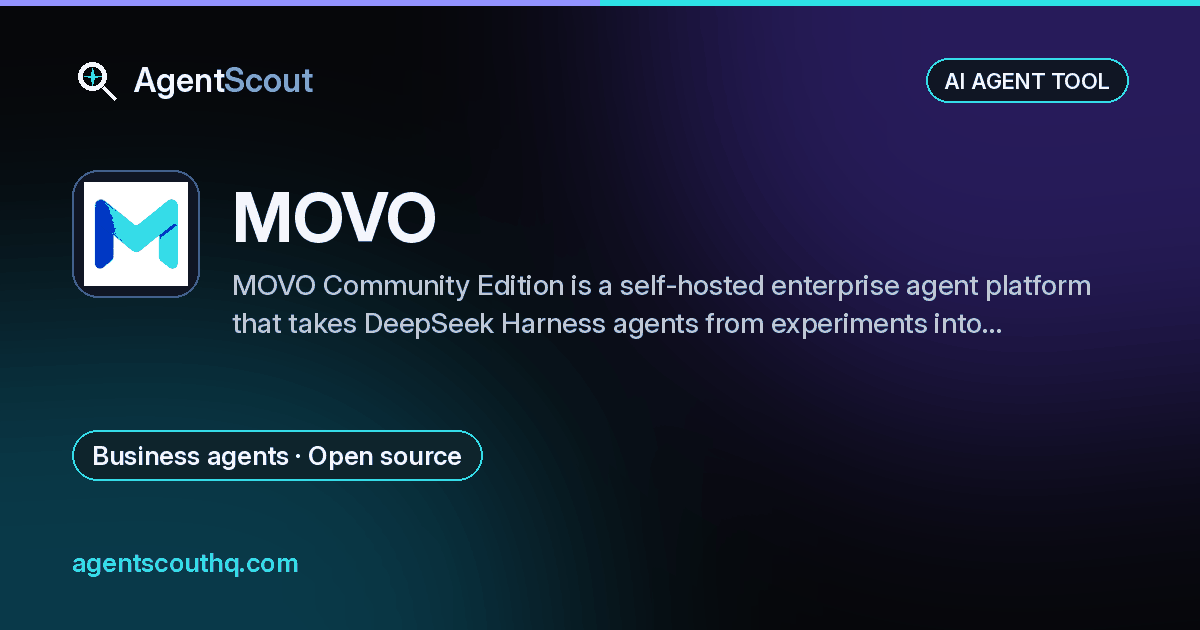 AgentScout
AI AGENT TOOL
MOVO
MOVO Community Edition is a self-hosted enterprise agent platform
that takes DeepSeek Harness agents from experiments into...
Business agents · Open source
agentscouthq.com